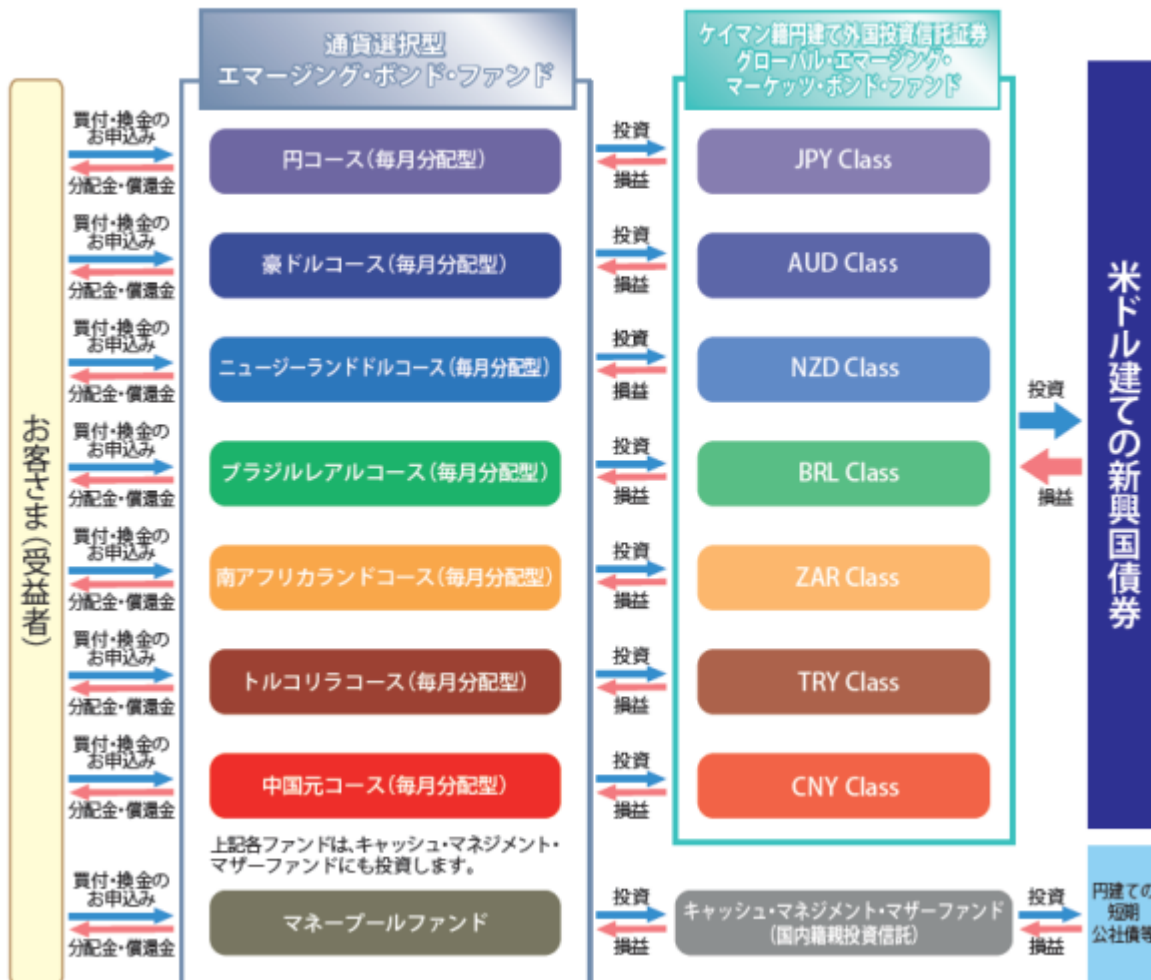 通貨選択型
エマージング・ボンド・ファンド
ケイマン籍円建て外国投資信託証券
グローバル・エマージング・
マーケッツ・ボンド・ファンド
お客さま(受益者)
買付・換金の
お申込み
分配金・償還金
円コース(毎月分配型)
投資
損益
JPY Class
買付・換金の
お申込み
分配金・償還金
豪ドルコース(毎月分配型)
投資
損益
AUD Class
買付・換金の
お申込み
分配金・償還金
ニュージーランドドルコース(毎月分配型)
投資
損益
NZD Class
買付・換金の
お申込み
分配金・償還金
ブラジルレアルコース(毎月分配型)
投資
損益
BRL Class
買付・換金の
お申込み
分配金・償還金
南アフリカランドコース(毎月分配型)
投資
損益
ZAR Class
買付・換金の
お申込み
分配金・償還金
トルコリラコース(毎月分配型)
投資
損益
TRY Class
買付・換金の
お申込み
分配金・償還金
中国元コース(毎月分配型)
投資
損益
CNY Class
投資
損益
米ドル建ての新興国債券
上記各ファンドは、キャッシュ・マネジメント・
マザーファンドにも投資します。
買付・換金の
お申込み
分配金・償還金
マネープールファンド
投資
損益
キャッシュ・マネジメント・マザーファンド
(国内籍親投資信託)
投資
損益
円建ての
短期
公社債等